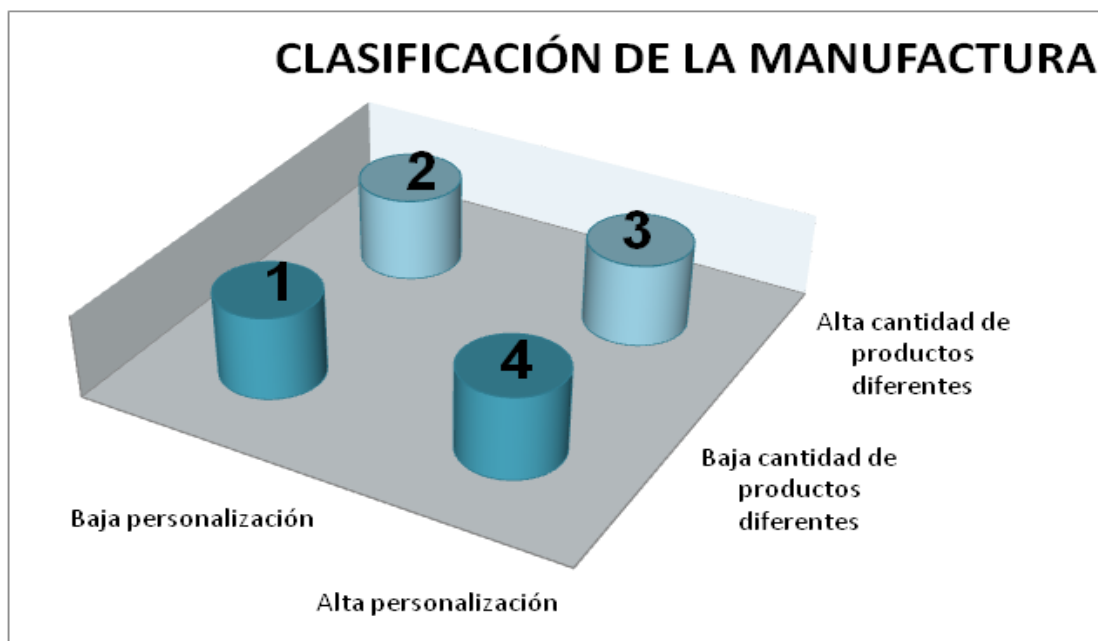 CLASIFICACIÓN DE LA MANUFACTURA
2
3
1
4
Alta cantidad de
productos
diferentes
Baja cantidad de
productos
diferentes
Baja personalización
Alta personalización